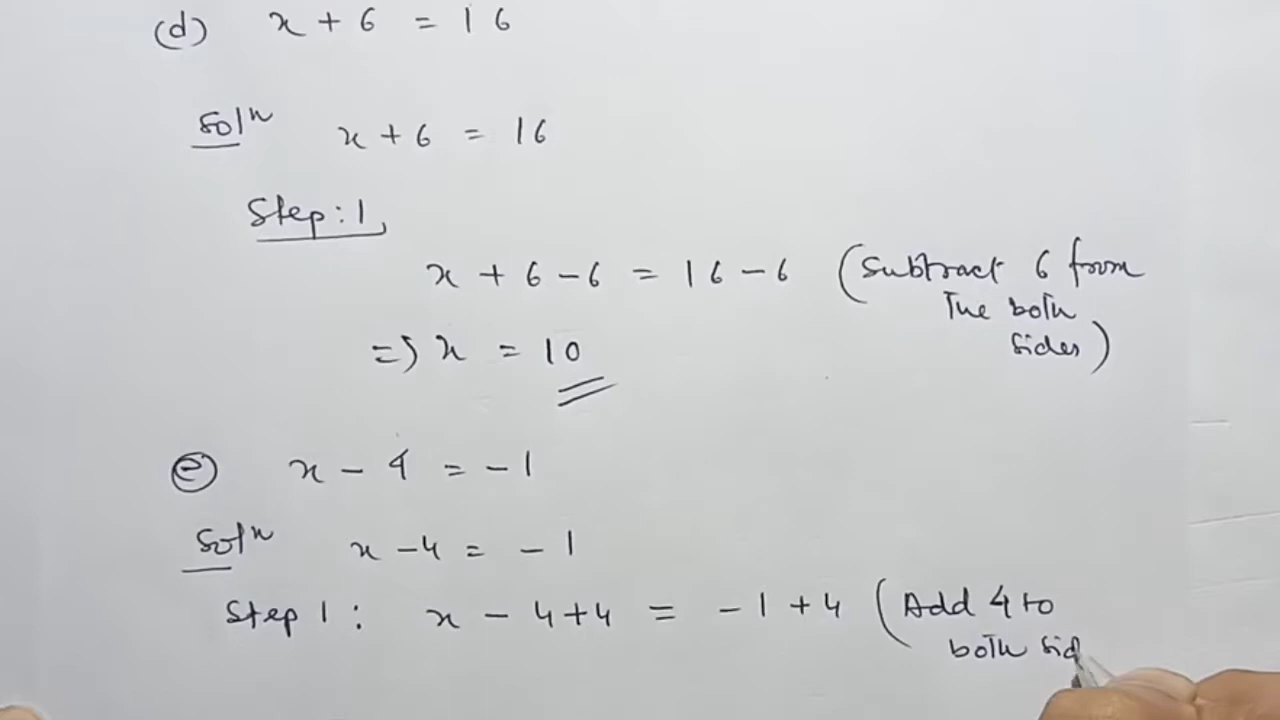 (d) x + 6 = 16
Solⁿ x + 6 = 16
Step : 1,
x + 6 - 6 = 16 - 6 (Subtract 6 from
the both
sides)
=> x = 10
(e) x - 4 = -1
Solⁿ x - 4 = - 1
Step 1 : x - 4 + 4 = - 1 + 4 (Add 4 to
both sid